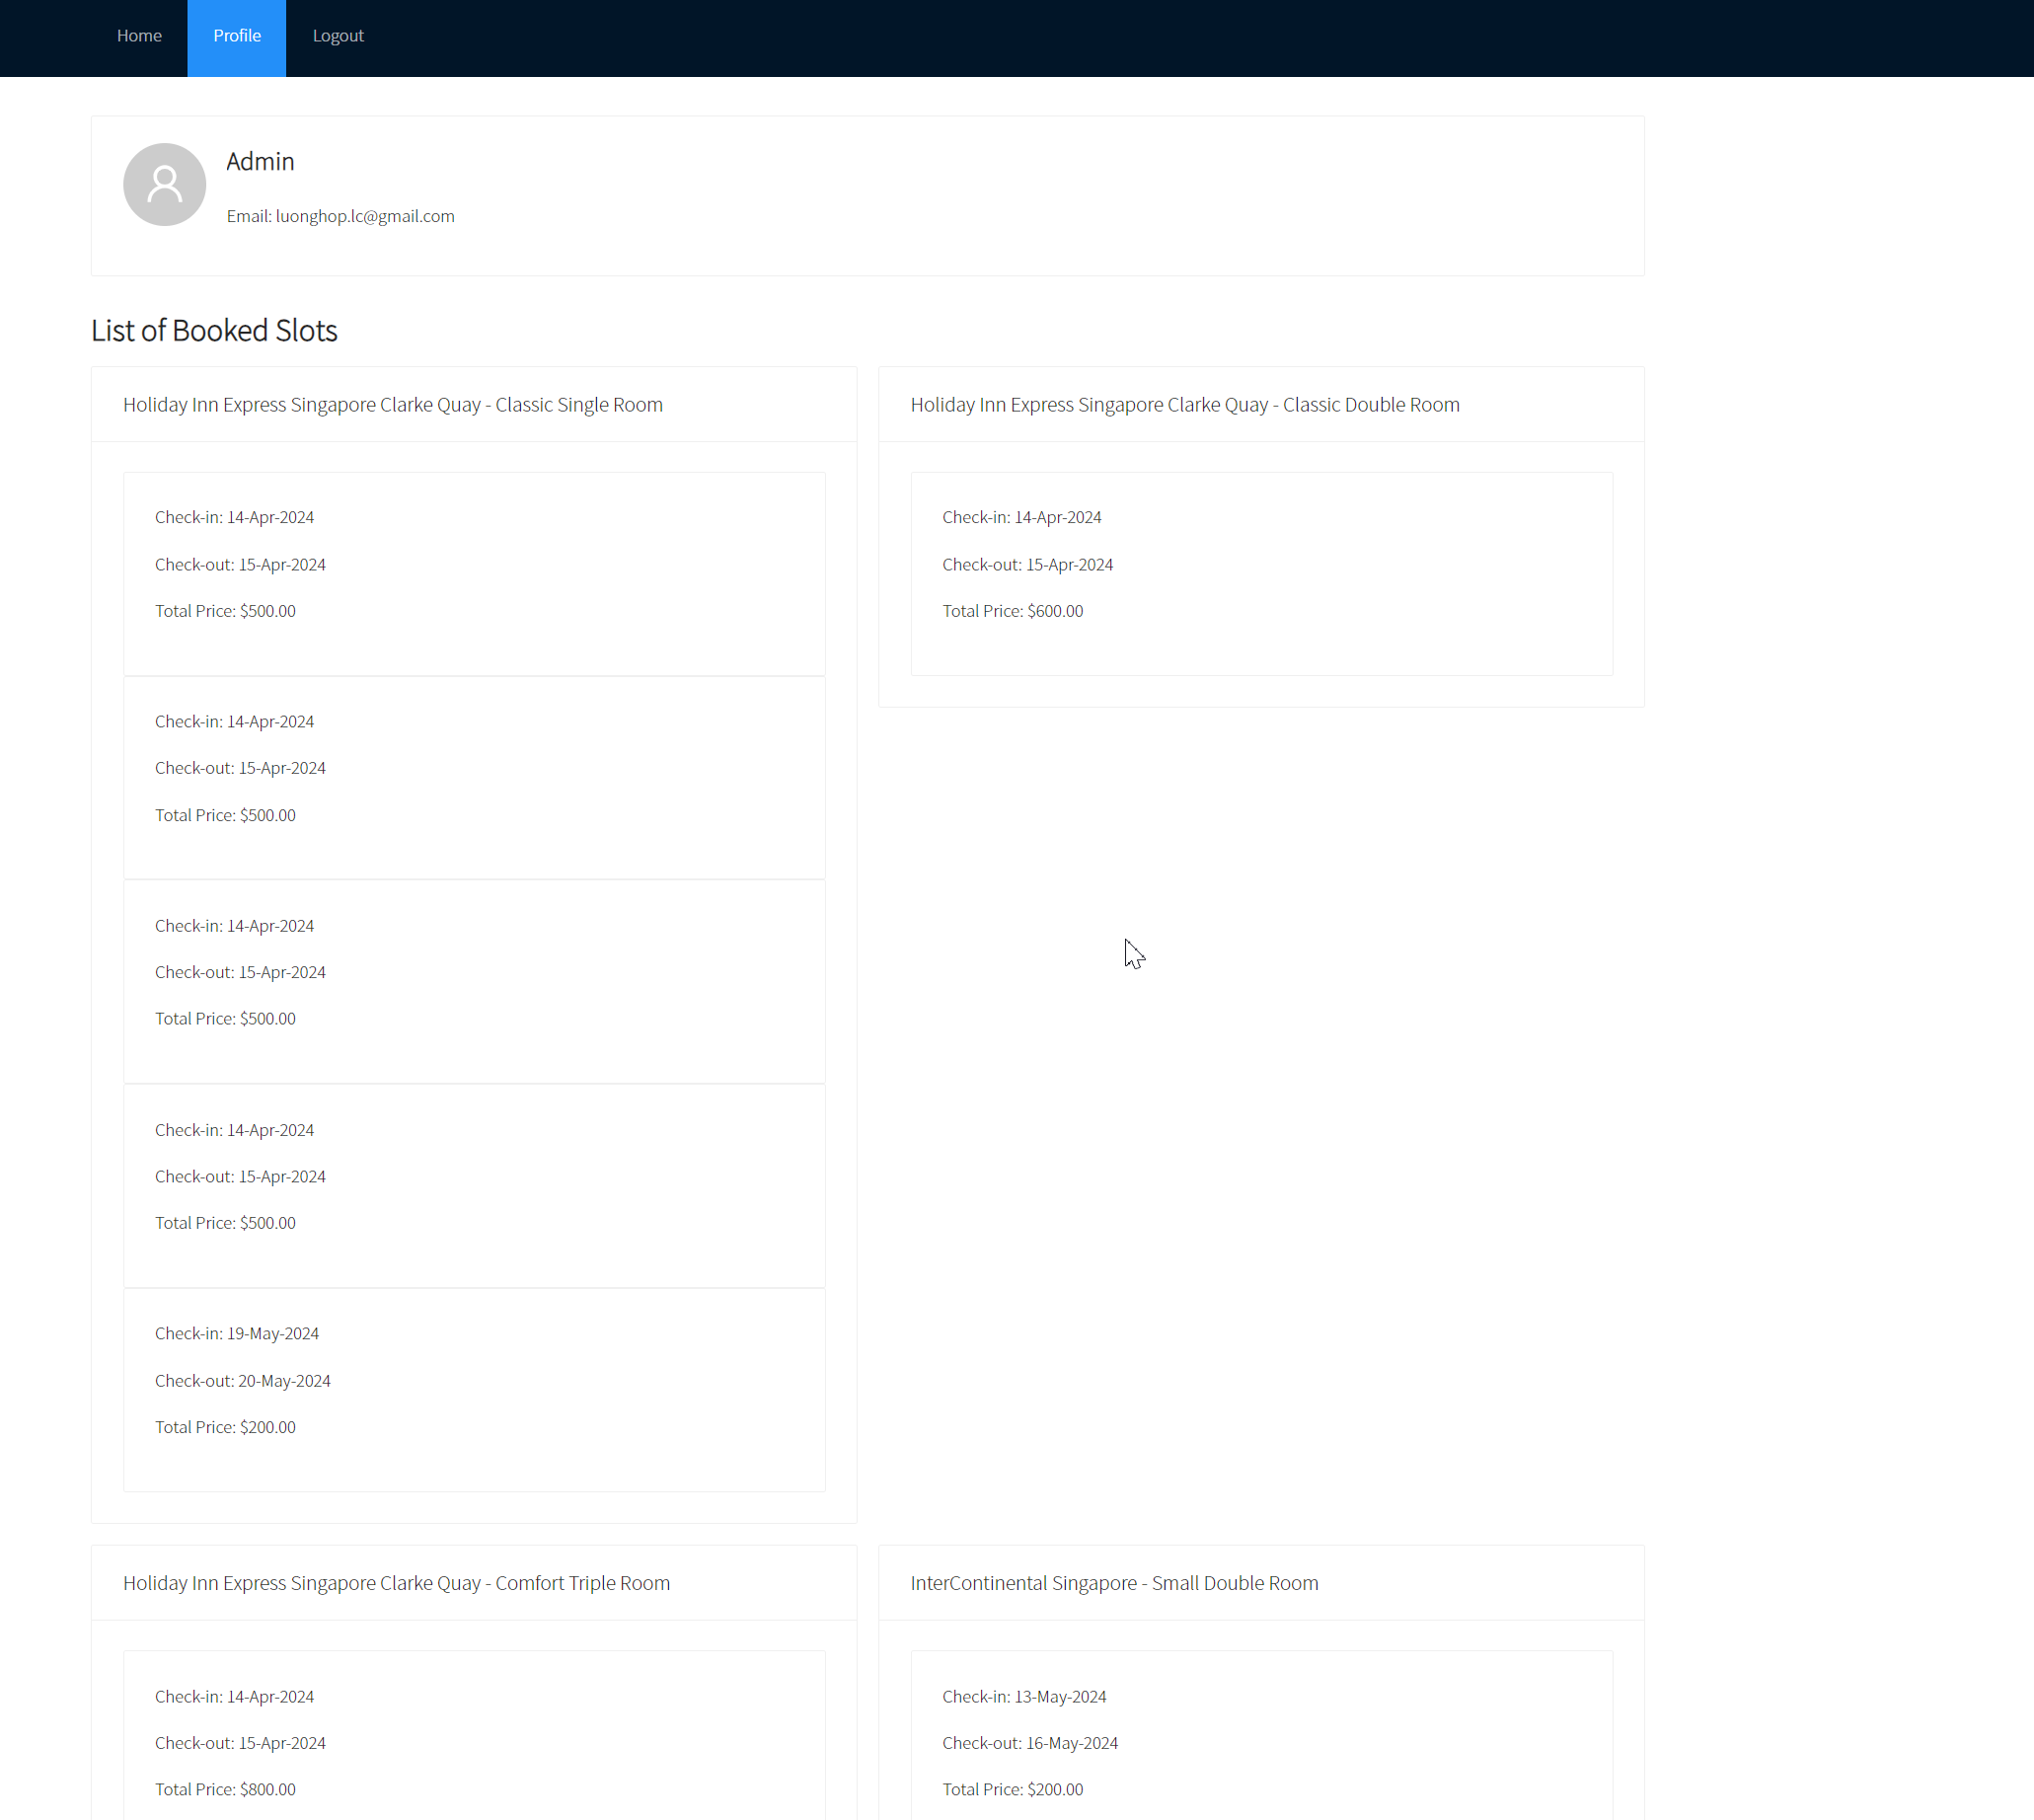 Home
Profile
Logout
Admin
Email: luonghop.lc@gmail.com
List of Booked Slots
Holiday Inn Express Singapore Clarke Quay - Classic Single Room
Check-in: 14-Apr-2024
Check-out: 15-Apr-2024
Total Price: $500.00
Check-in: 14-Apr-2024
Check-out: 15-Apr-2024
Total Price: $500.00
Check-in: 14-Apr-2024
Check-out: 15-Apr-2024
Total Price: $500.00
Check-in: 14-Apr-2024
Check-out: 15-Apr-2024
Total Price: $500.00
Check-in: 19-May-2024
Check-out: 20-May-2024
Total Price: $200.00
Holiday Inn Express Singapore Clarke Quay - Classic Double Room
Check-in: 14-Apr-2024
Check-out: 15-Apr-2024
Total Price: $600.00
Holiday Inn Express Singapore Clarke Quay - Comfort Triple Room
Check-in: 14-Apr-2024
Check-out: 15-Apr-2024
Total Price: $800.00
InterContinental Singapore - Small Double Room
Check-in: 13-May-2024
Check-out: 16-May-2024
Total Price: $200.00